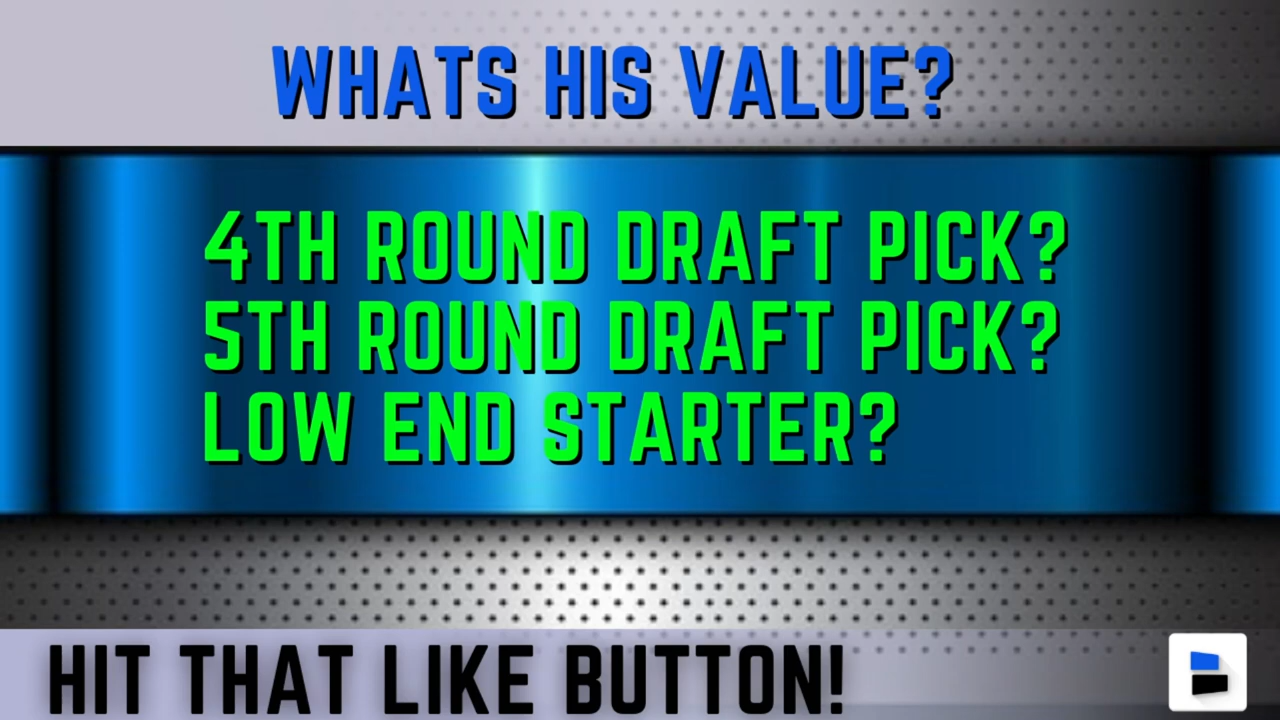 WHATS HIS VALUE?
4TH ROUND DRAFT PICK?
5TH ROUND DRAFT PICK?
LOW END STARTER?
HIT THAT LIKE BUTTON!